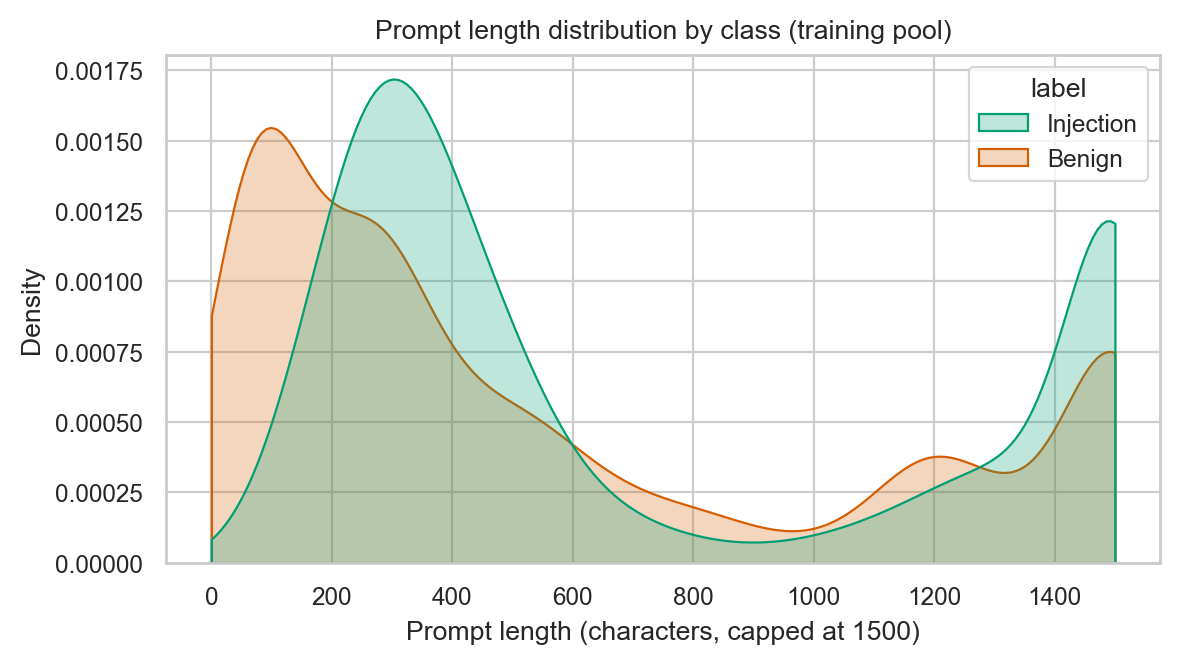 Prompt length distribution by class (training pool)
label
Injection
Benign
Density
0.00175
0.00150
0.00125
0.00100
0.00075
0.00050
0.00025
0.00000
0 200 400 600 800 1000 1200 1400
Prompt length (characters, capped at 1500)